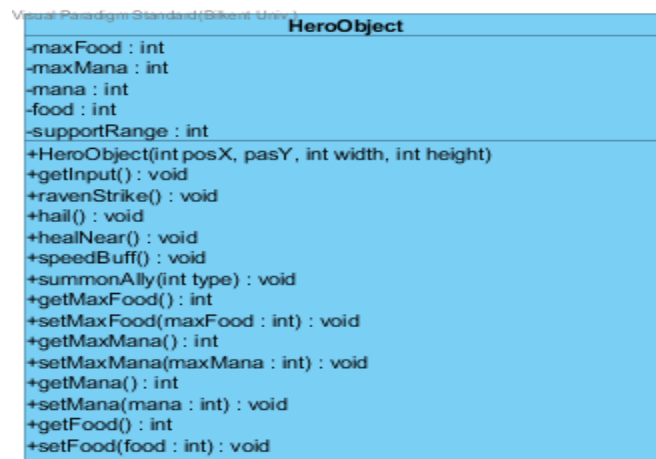 Visual Paradigm Standard(Bilkent Univ.)
HeroObject
-maxFood : int
-maxMana : int
-mana : int
-food : int
-supportRange : int
+HeroObject(int posX, pasY, int width, int height)
+getInput() : void
+ravenStrike() : void
+hail() : void
+healNear() : void
+speedBuff() : void
+summonAlly(int type) : void
+getMaxFood() : int
+setMaxFood(maxFood : int) : void
+getMaxMana() : int
+setMaxMana(maxMana : int) : void
+getMana() : int
+setMana(mana : int) : void
+getFood() : int
+setFood(food : int) : void